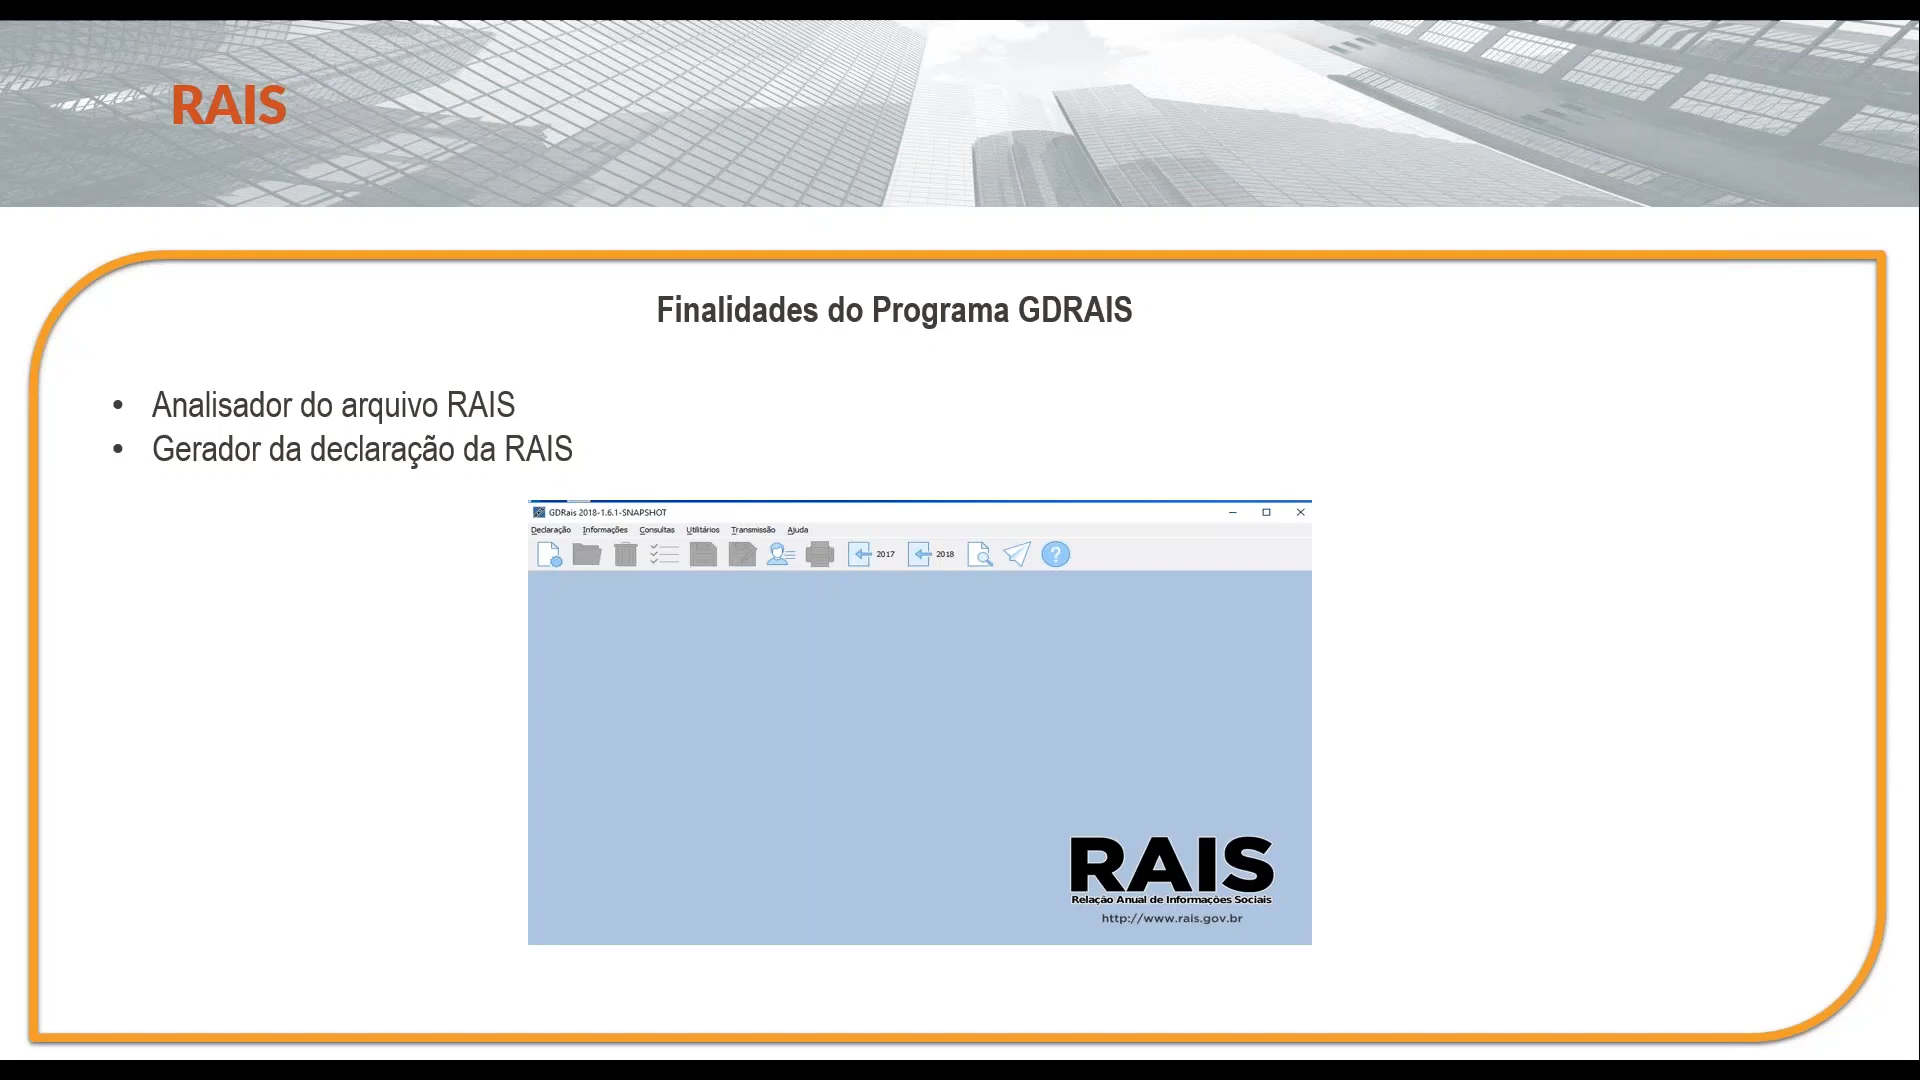 RAIS
Finalidades do Programa GDRAIS
• Analisador do arquivo RAIS
• Gerador da declaração da RAIS
GDRais 2018-1.6.1-SNAPSHOT
Declaração Informações Consultas Utilitários Transmissão Ajuda
2017 2018 ?
RAIS
Relação Anual de Informações Sociais
http://www.rais.gov.br